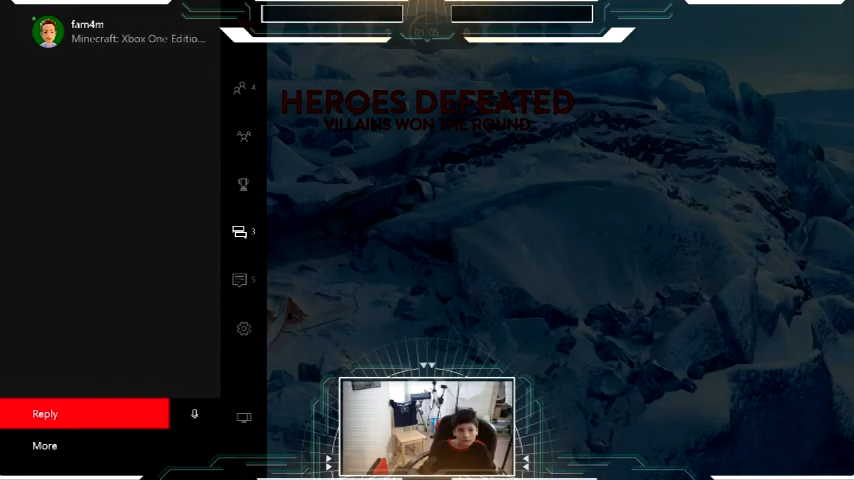 fam4m
Minecraft: Xbox One Editio...
4
HEROES DEFEATED
VILLAINS WON THE ROUND
3
5
Reply
More